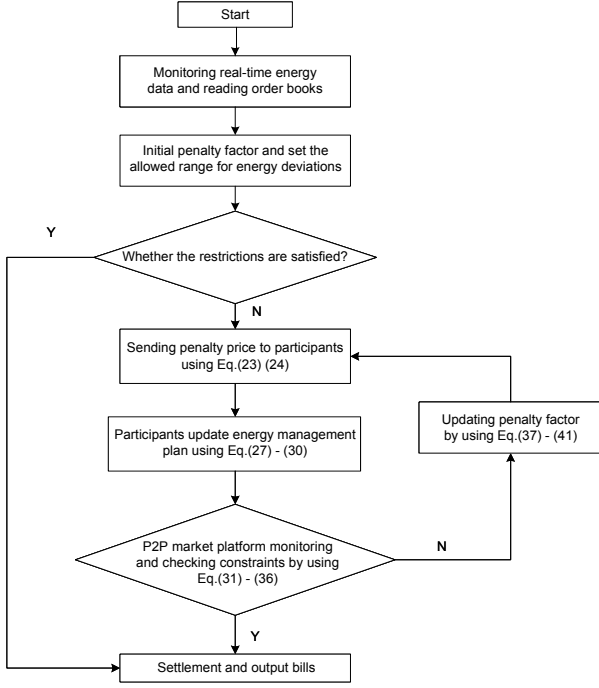 Start
Monitoring real-time energy
data and reading order books
Initial penalty factor and set the
allowed range for energy deviations
Y
Whether the restrictions are satisfied?
N
Sending penalty price to participants
using Eq.(23) (24)
Updating penalty factor
by using Eq.(37) - (41)
Participants update energy management
plan using Eq.(27) - (30)
P2P market platform monitoring
and checking constraints by using
Eq.(31) - (36)
N
Y
Settlement and output bills